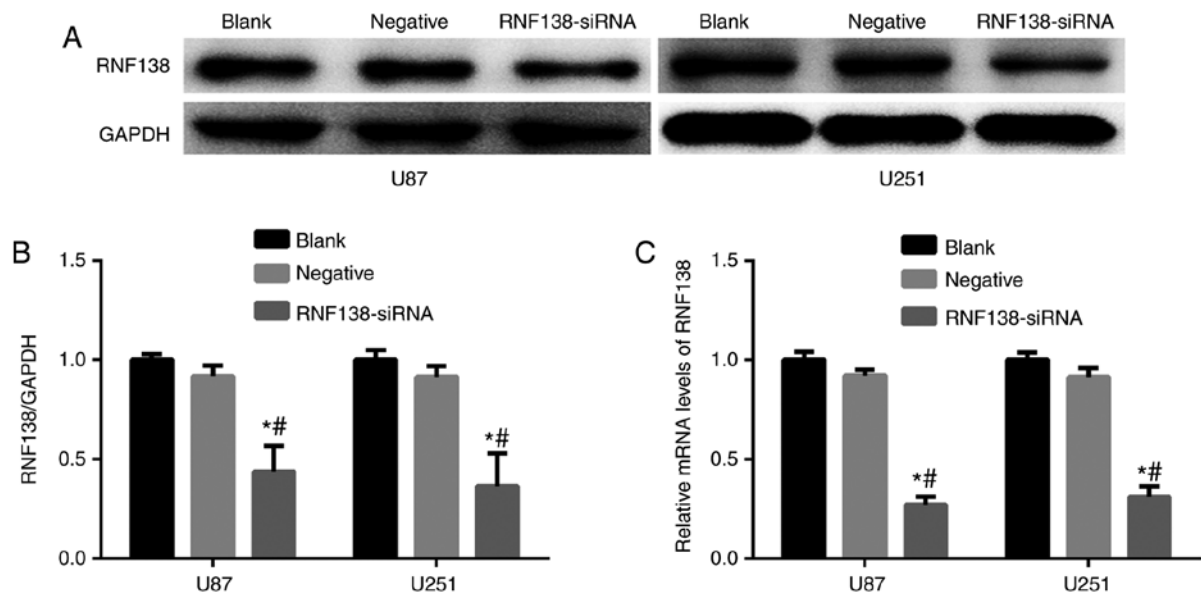 A
Blank Negative RNF138-siRNA Blank Negative RNF138-siRNA
RNF138
GAPDH
U87 U251
B
Blank
Negative
RNF138-siRNA
RNF138/GAPDH
1.5
1.0
0.5
0.0
*#
*#
U87 U251
C
Blank
Negative
RNF138-siRNA
Relative mRNA levels of RNF138
1.5
1.0
0.5
0.0
*#
*#
U87 U251